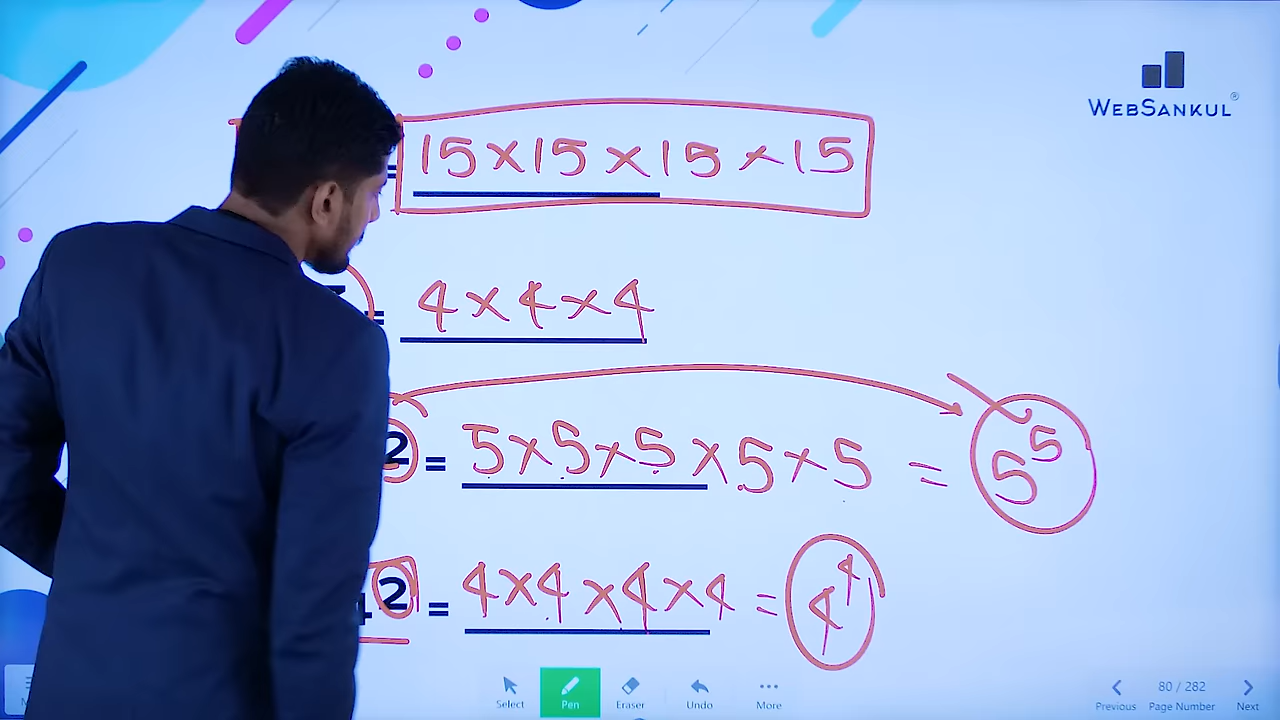 WEBSANKUL®
= 15×15×15×15
= 4×4×4
2 = 5×5×5×5×5 = 5⁵
2 = 4×4×4×4 = 4⁴
Select Pen Eraser Undo More
80 / 282
Previous Page Number Next